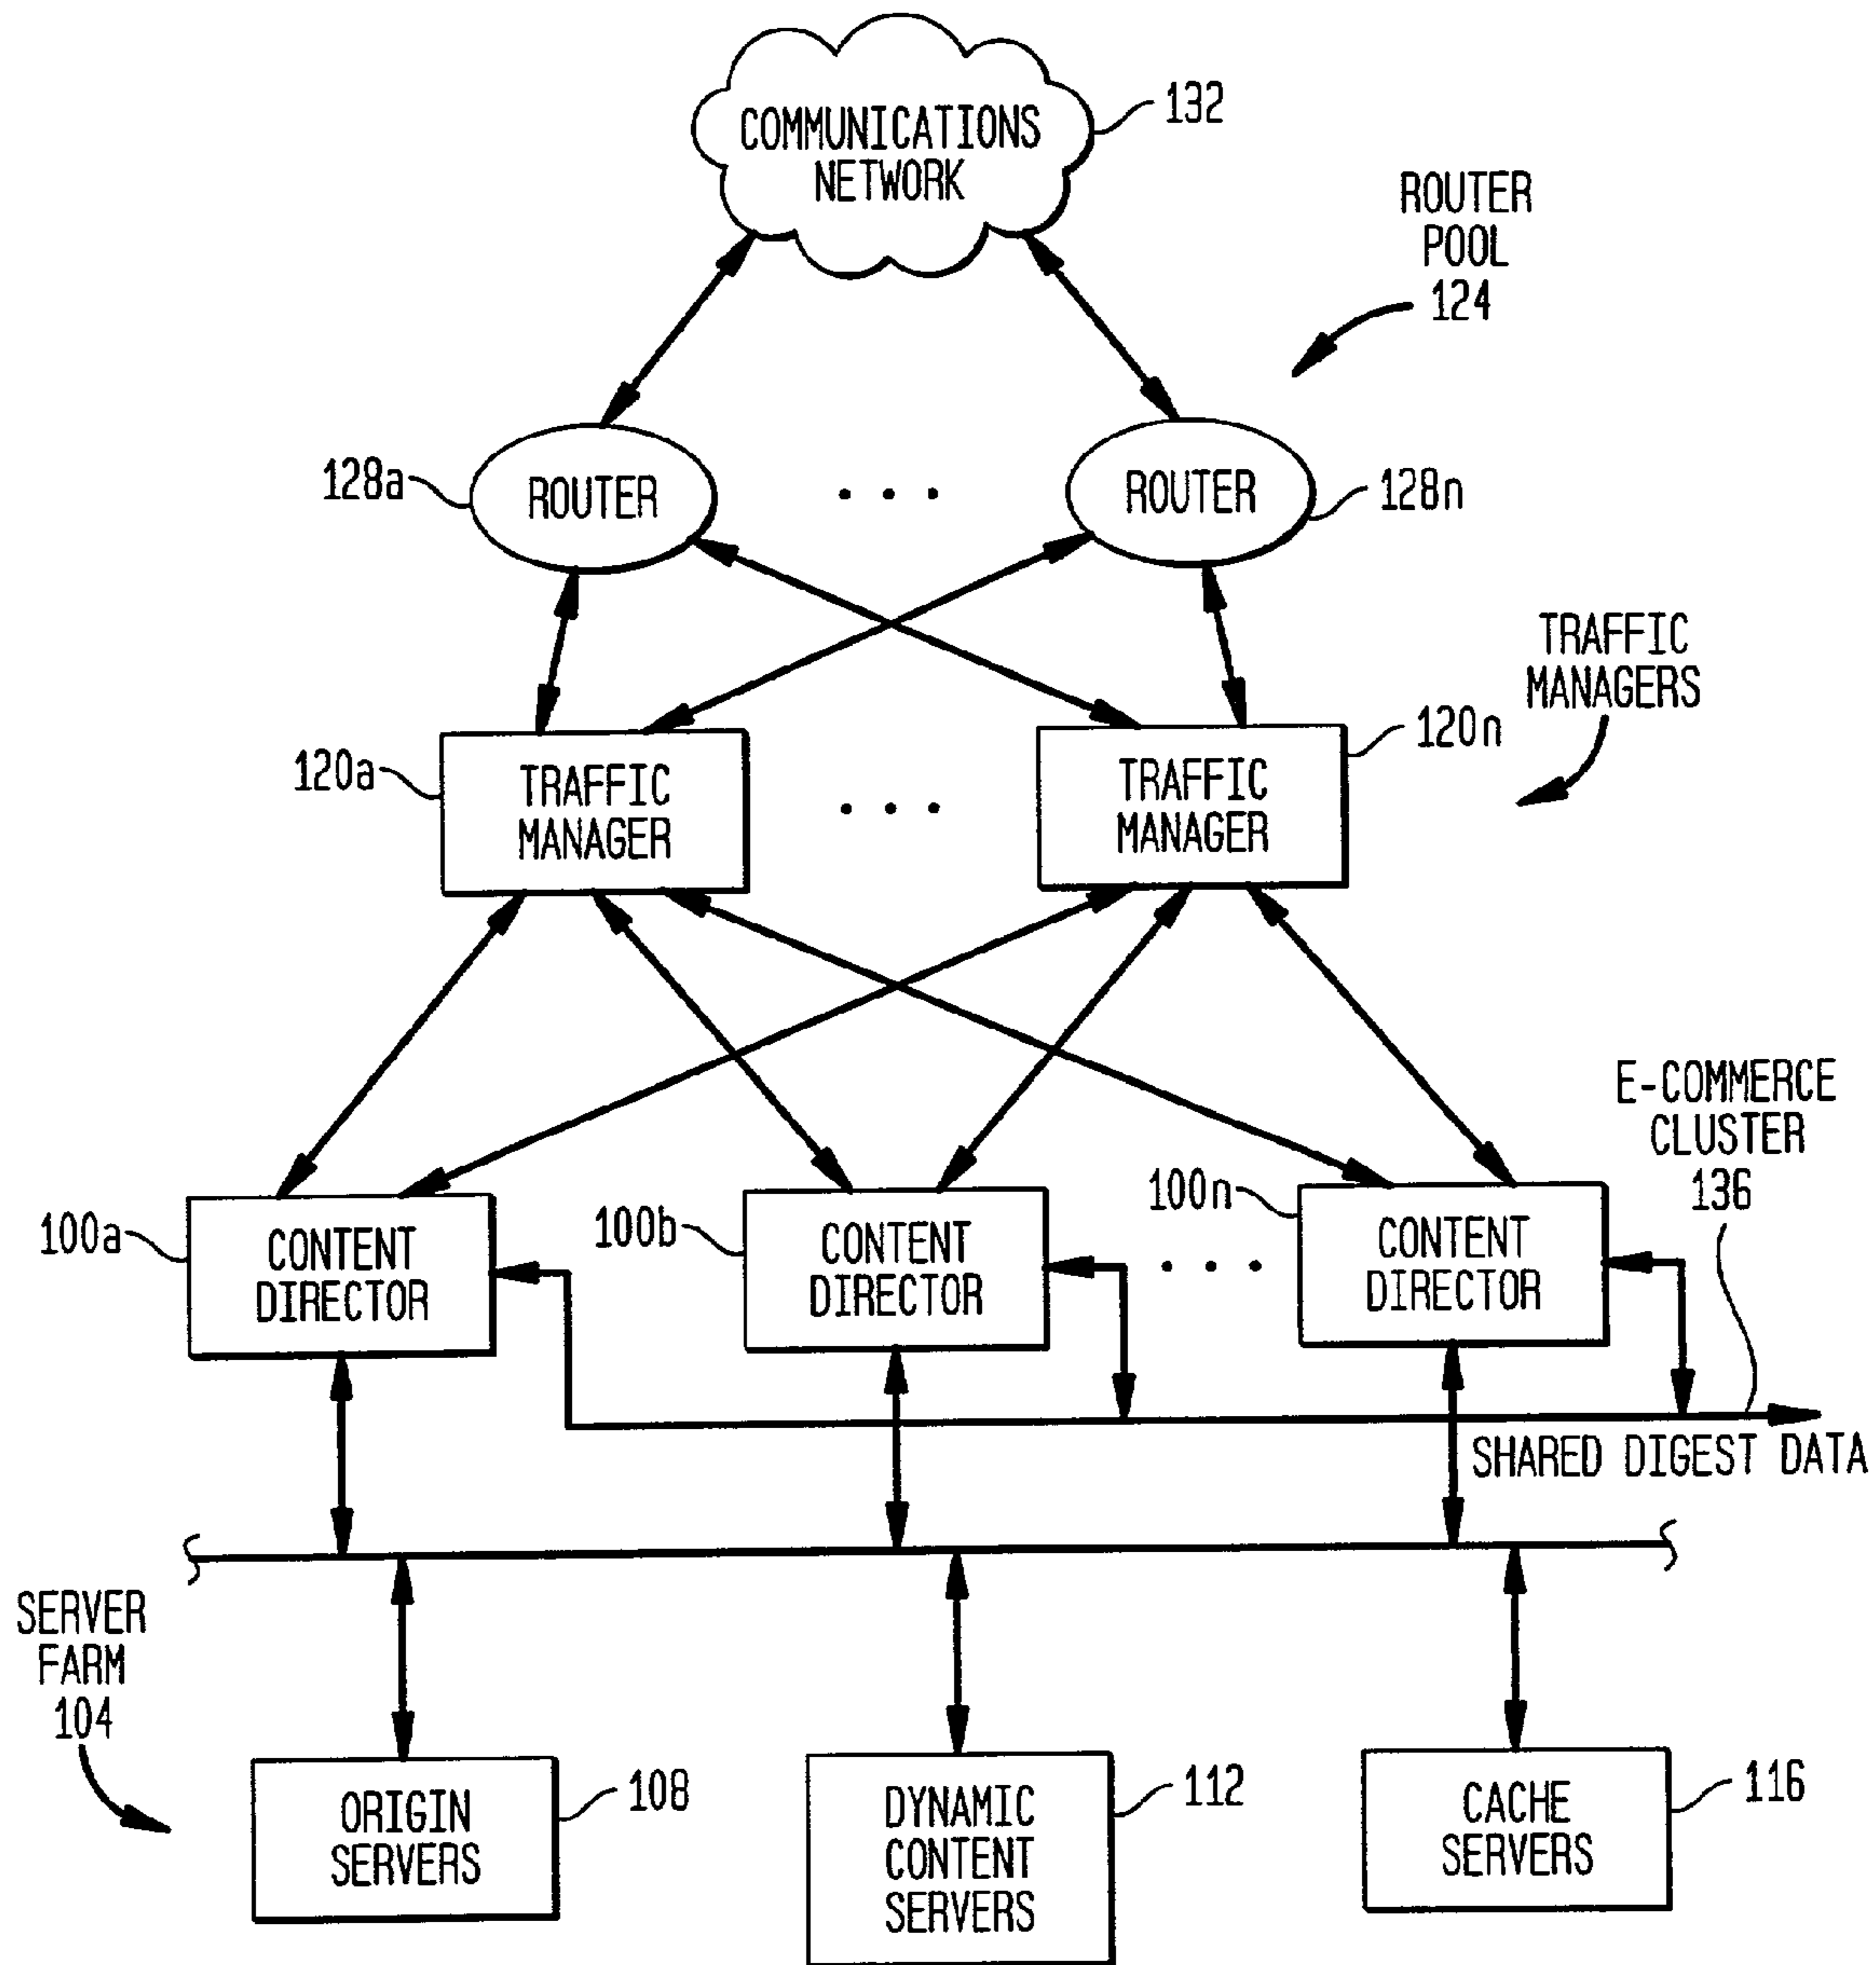 COMMUNICATIONS
NETWORK
132
ROUTER
POOL
124
128a
ROUTER
. . .
ROUTER
128n
TRAFFIC
MANAGERS
120a
TRAFFIC
MANAGER
. . .
TRAFFIC
MANAGER
120n
E-COMMERCE
CLUSTER
136
100a
CONTENT
DIRECTOR
100b
CONTENT
DIRECTOR
. . .
100n
CONTENT
DIRECTOR
SHARED DIGEST DATA
SERVER
FARM
104
ORIGIN
SERVERS
108
DYNAMIC
CONTENT
SERVERS
112
CACHE
SERVERS
116